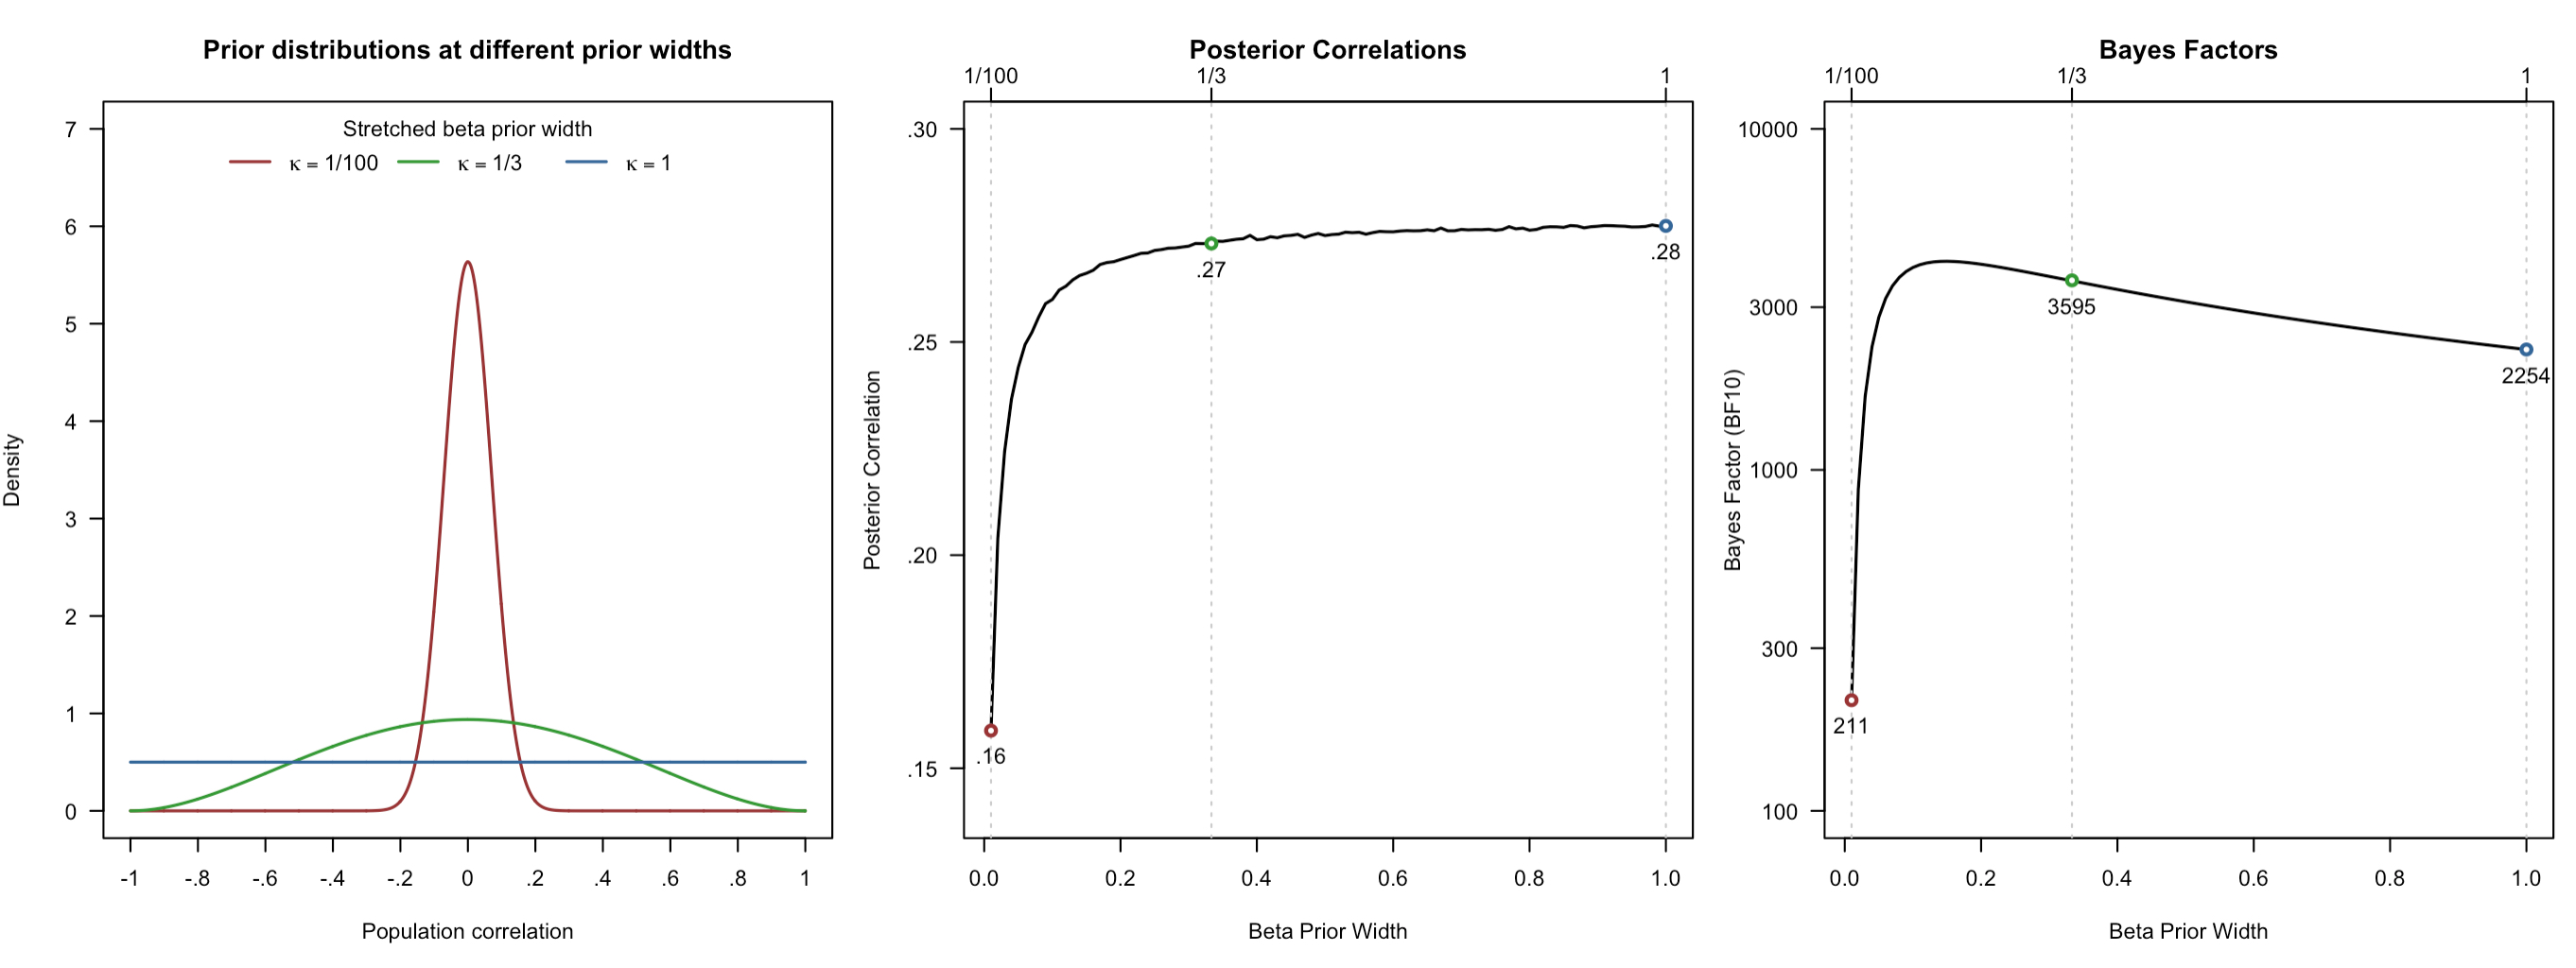 Prior distributions at different prior widths
Stretched beta prior width
κ = 1/100
κ = 1/3
κ = 1
7
6
5
4
3
2
1
0
Density
-1 -.8 -.6 -.4 -.2 0 .2 .4 .6 .8 1
Population correlation
Posterior Correlations
1/100 1/3 1
.30
.25
.20
.15
Posterior Correlation
.16
.27
.28
0.0 0.2 0.4 0.6 0.8 1.0
Beta Prior Width
Bayes Factors
1/100 1/3 1
10000
3000
1000
300
100
Bayes Factor (BF10)
211
3595
2254
0.0 0.2 0.4 0.6 0.8 1.0
Beta Prior Width